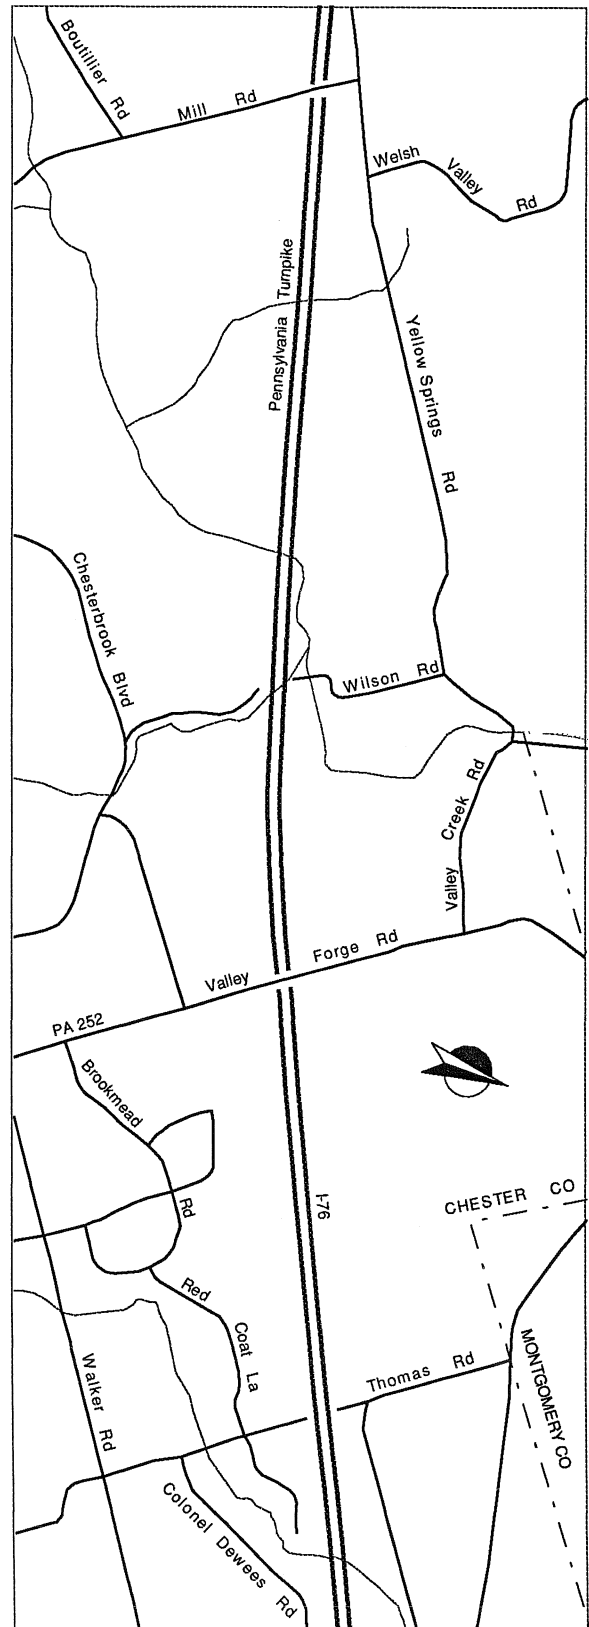 Boutillier Rd
Mill Rd
Welsh Valley Rd
Pennsylvania Turnpike
Yellow Springs Rd
Chesterbrook Blvd
Wilson Rd
Valley Creek Rd
Valley Forge Rd
PA 252
Brookmead Rd
I-76
CHESTER CO
Red Coat La
MONTGOMERY CO
Thomas Rd
Walker Rd
Colonel Dewees Rd